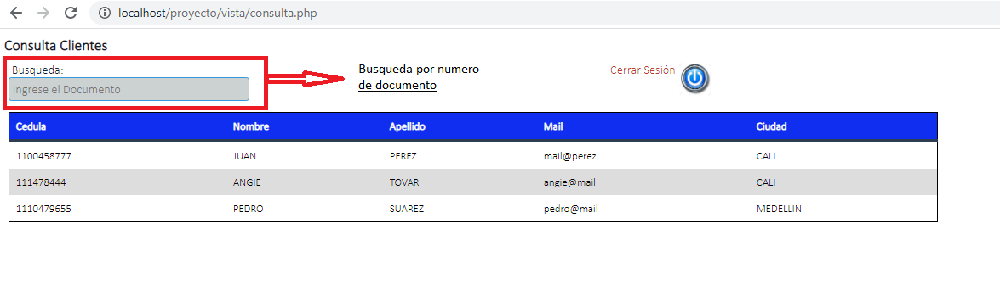 localhost/proyecto/vista/consulta.php
Consulta Clientes
Busqueda:
Ingrese el Documento
Busqueda por numero
de documento
Cerrar Sesión
Cedula Nombre Apellido Mail Ciudad
1100458777 JUAN PEREZ mail@perez CALI
111478444 ANGIE TOVAR angie@mail CALI
1110479655 PEDRO SUAREZ pedro@mail MEDELLIN